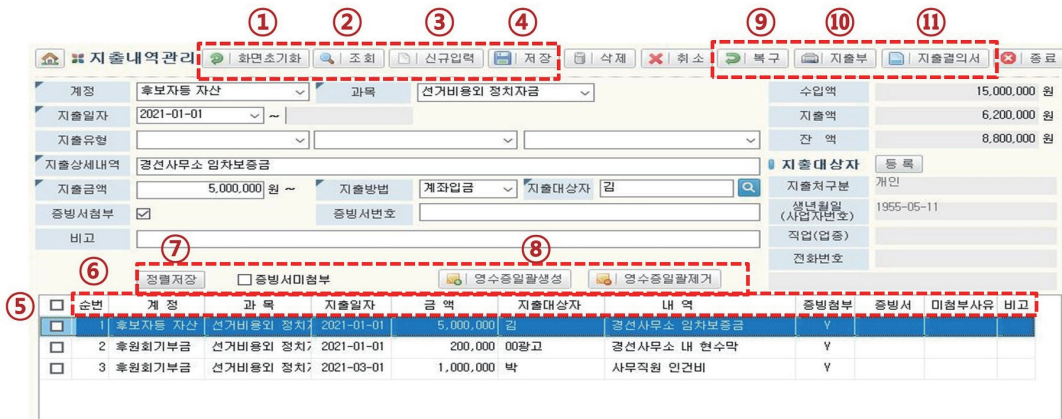 ① ② ③ ④ ⑨ ⑩ ⑪
지출내역관리 화면초기화 조회 신규입력 저장 삭제 취소 복구 지출부 지출결의서 종료
계정 후보자등 자산 과목 선거비용외 정치자금 수입액 15,000,000 원
지출일자 2021-01-01 ~ 지출액 6,200,000 원
지출유형 잔 액 8,800,000 원
지출상세내역 경선사무소 임차보증금 지출대상자 등록
지출금액 5,000,000 원 ~ 지출방법 계좌입금 지출대상자 김 지출처구분 개인
증빙서첨부 증빙서번호 생년월일 (사업자번호) 1955-05-11
비고 직업(업종)
⑦ ⑧ 전화번호
⑥ 정렬저장 증빙서미첨부 영수증일괄생성 영수증일괄제거
⑤ 순번 계 정 과 목 지출일자 금 액 지출대상자 내 역 증빙첨부 증빙서 미첨부사유 비고
1 후보자등 자산 선거비용외 정치 2021-01-01 5,000,000 김 경선사무소 임차보증금 Y
2 후원회기부금 선거비용외 정치 2021-01-01 200,000 00광고 경선사무소 내 현수막 Y
3 후원회기부금 선거비용외 정치 2021-03-01 1,000,000 박 사무직원 인건비 Y